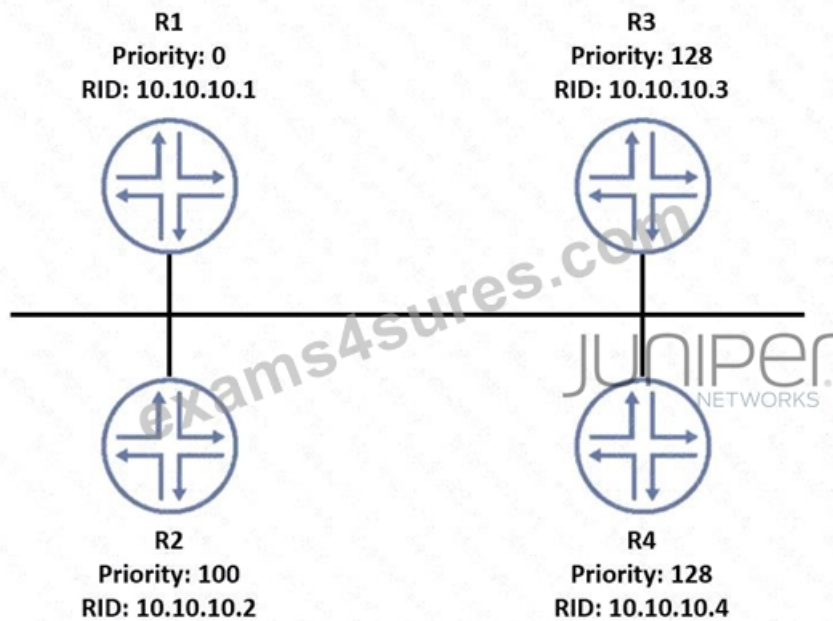 R1
Priority: 0
RID: 10.10.10.1
R3
Priority: 128
RID: 10.10.10.3
exams4sures.com
JUNIPER
NETWORKS
R2
Priority: 100
RID: 10.10.10.2
R4
Priority: 128
RID: 10.10.10.4